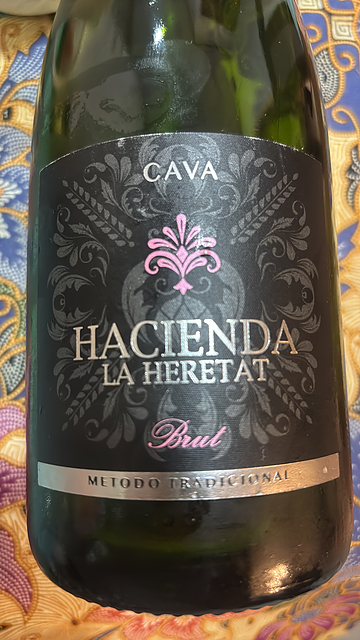 CAVA
HACIENDA
LA HERETAT
Brut
METODO TRADICIONAL